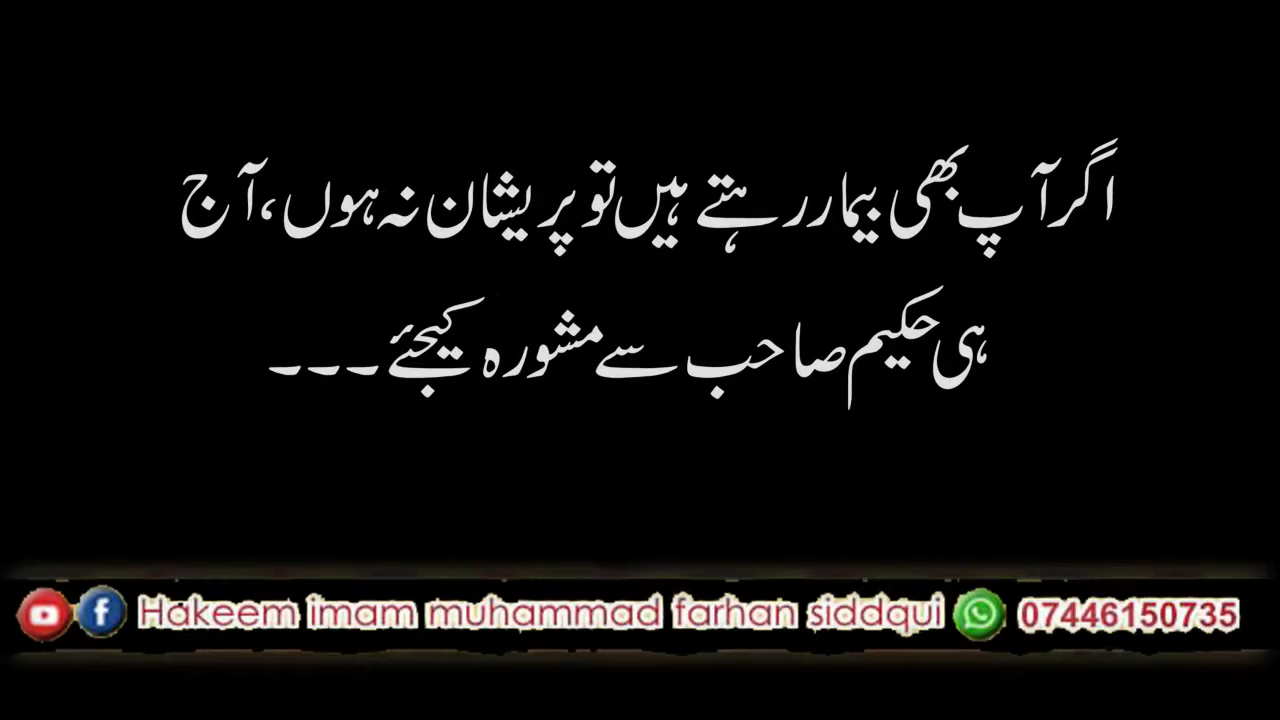 اگر آپ بھی بیمار رہتے ہیں تو پریشان نہ ہوں، آج
ہی حکیم صاحب سے مشورہ کیجئے ۔۔۔
Hakeem imam muhammad farhan siddqui 07446150735